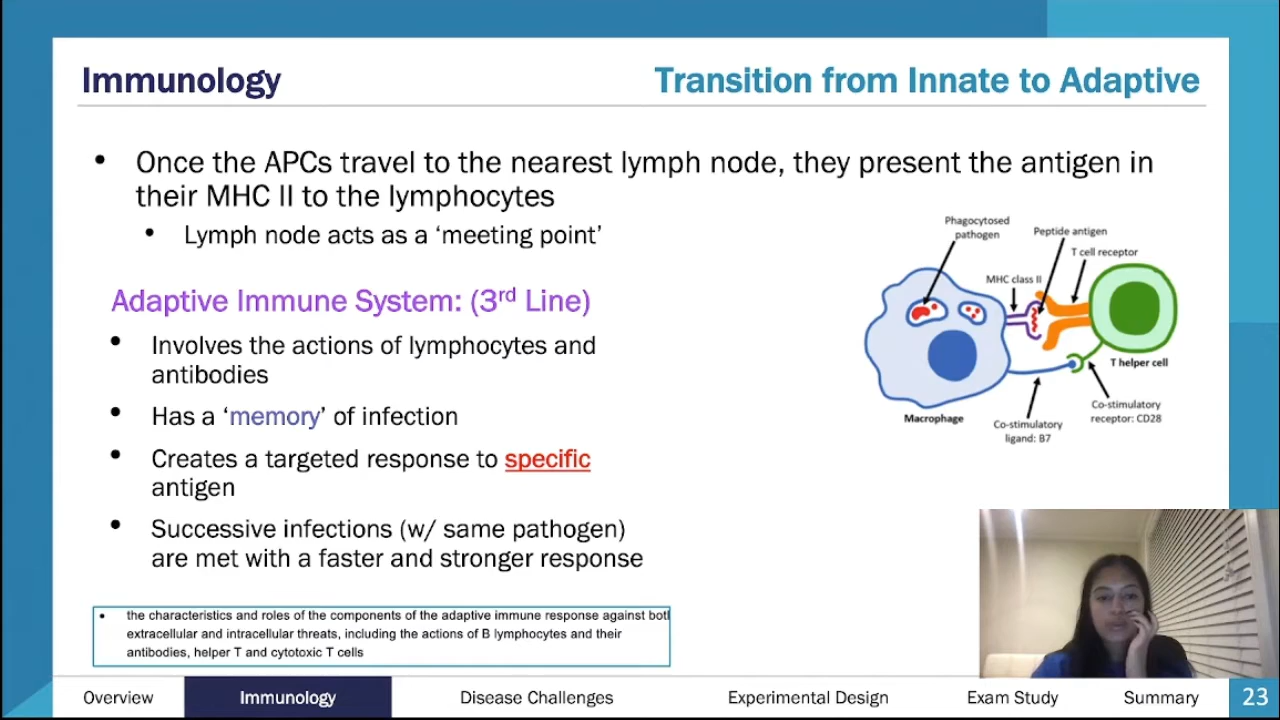 Immunology
Transition from Innate to Adaptive
• Once the APCs travel to the nearest lymph node, they present the antigen in
their MHC II to the lymphocytes
• Lymph node acts as a ‘meeting point’
Adaptive Immune System: (3rd Line)
• Involves the actions of lymphocytes and
antibodies
• Has a ‘memory’ of infection
• Creates a targeted response to specific
antigen
• Successive infections (w/ same pathogen)
are met with a faster and stronger response
Phagocytosed
pathogen
Peptide antigen
T cell receptor
MHC class II
T helper cell
Macrophage
Co-stimulatory
ligand: B7
Co-stimulatory
receptor: CD28
• the characteristics and roles of the components of the adaptive immune response against both
extracellular and intracellular threats, including the actions of B lymphocytes and their
antibodies, helper T and cytotoxic T cells
Overview
Immunology
Disease Challenges
Experimental Design
Exam Study
Summary
23